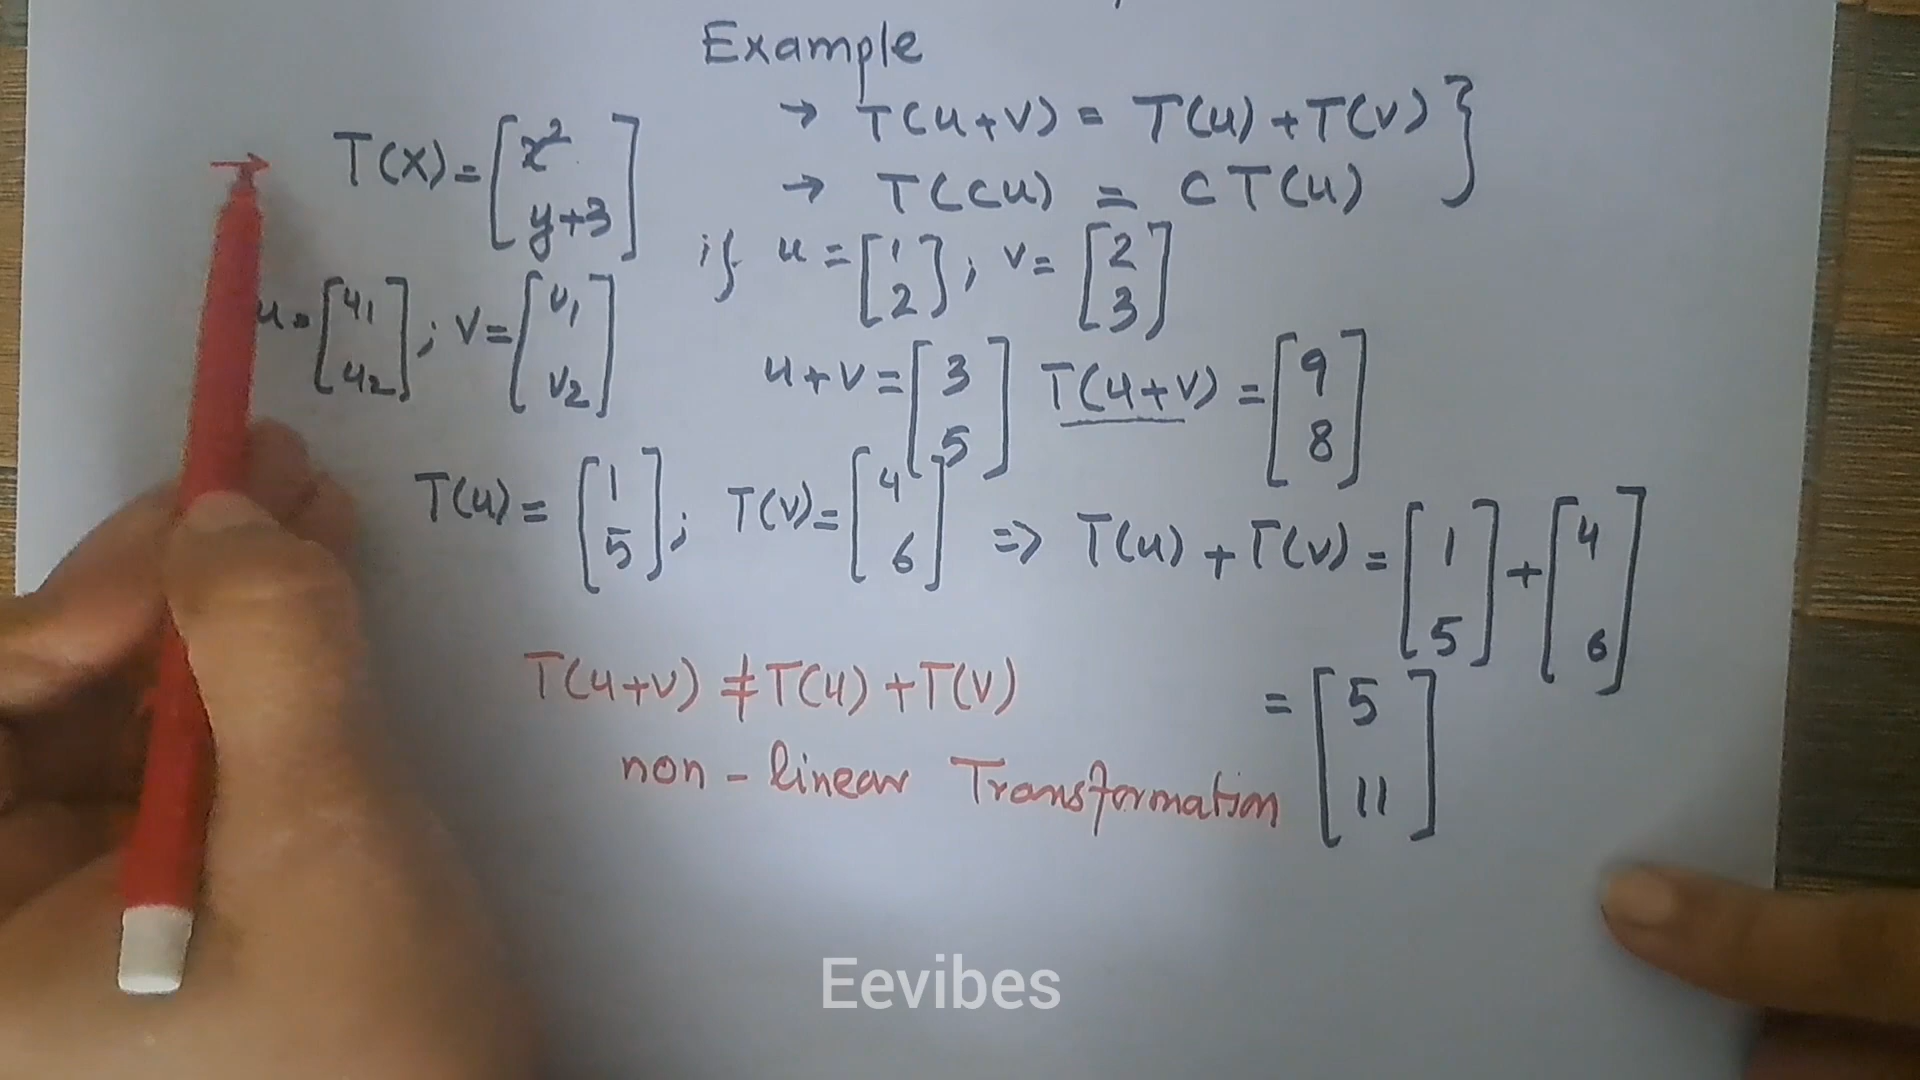 Example
→ T(u+v) = T(u)+T(v) }
→ T(x) = [x² y+3]
→ T(cu) = cT(u)
if u = [1 2]; v = [2 3]
u = [u1 u2]; v = [v1 v2]
u+v = [3 5] T(u+v) = [9 8]
T(u) = [1 5]; T(v) = [4 6] => T(u) + T(v) = [1 5] + [4 6]
= [5 11]
T(u+v) ≠ T(u) + T(v)
non-linear Transformation
Eevibes